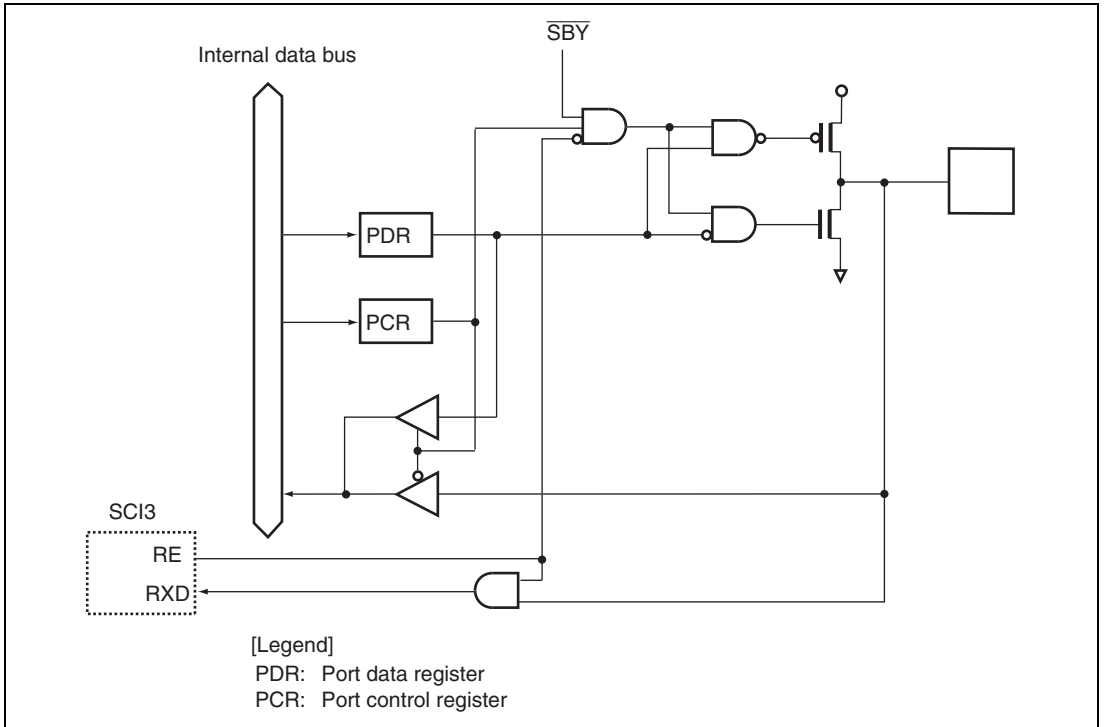 SBY
Internal data bus
PDR
PCR
SCI3
RE
RXD
[Legend]
PDR: Port data register
PCR: Port control register